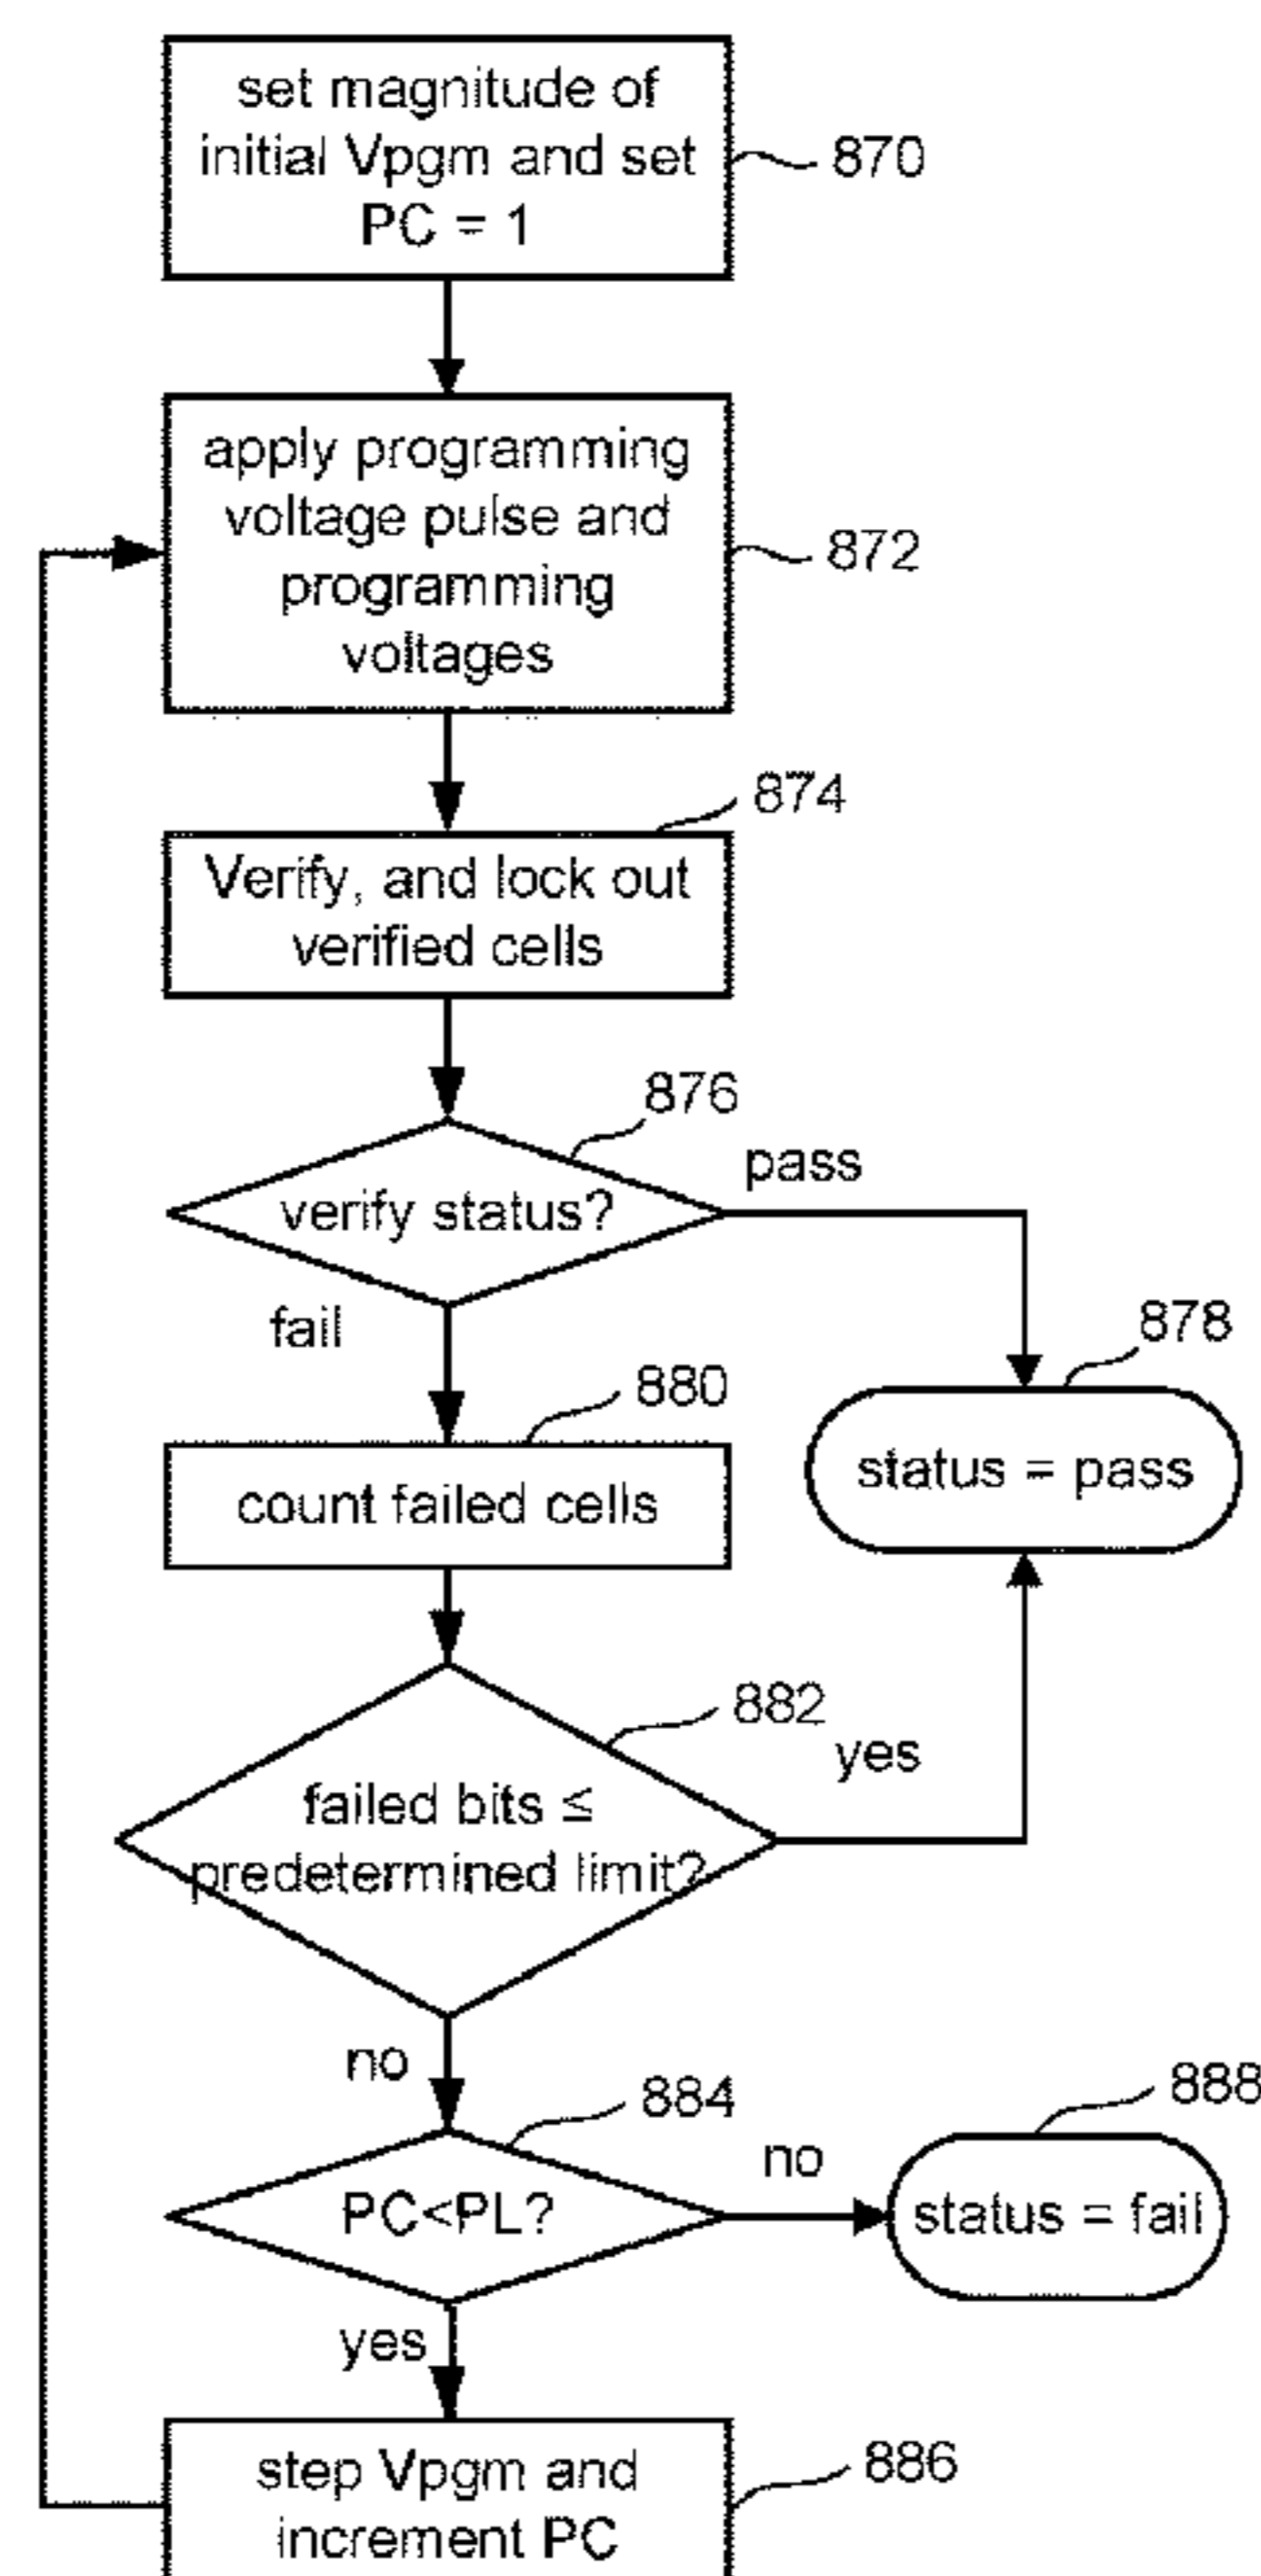 set magnitude of
initial Vpgm and set
PC = 1
870
apply programming
voltage pulse and
programming
voltages
872
874
Verify, and lock out
verified cells
876
pass
verify status?
fail
878
status = pass
880
count failed cells
882
yes
failed bits ≤
predetermined limit?
no
884
888
no
PC<PL?
status = fail
yes
step Vpgm and
increment PC
886